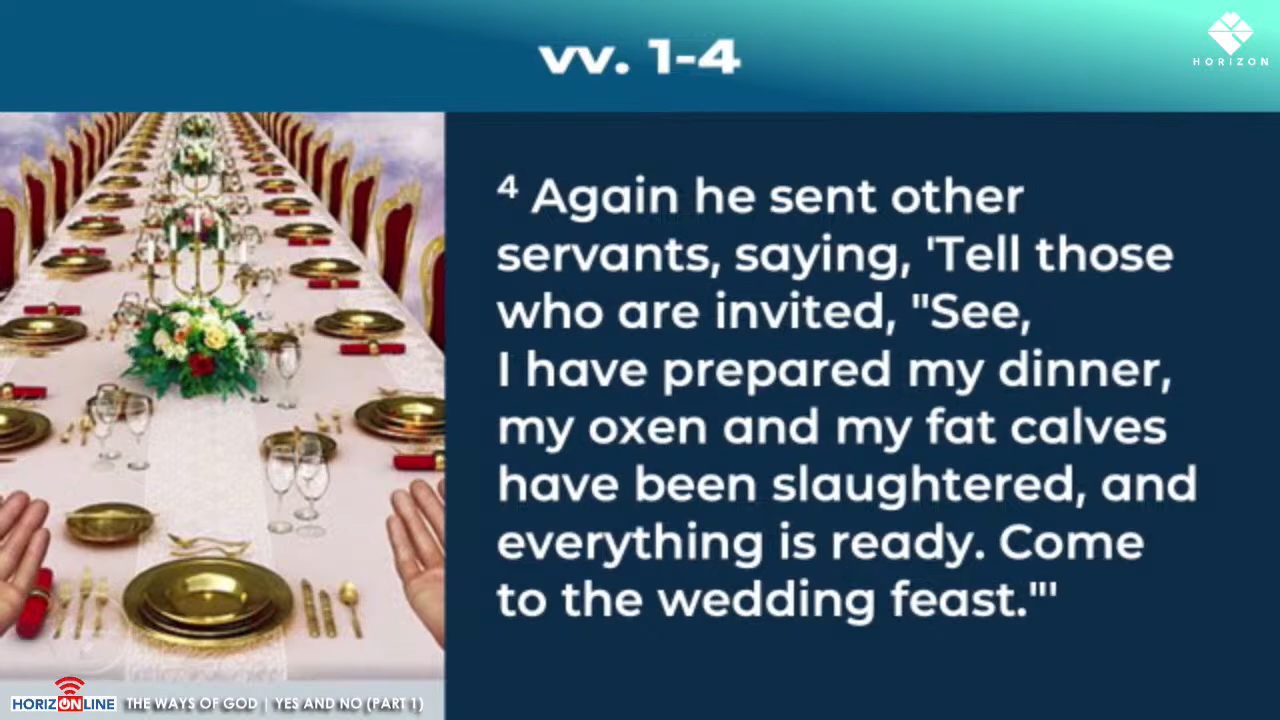 vv. 1-4
HORIZON
⁴ Again he sent other
servants, saying, 'Tell those
who are invited, "See,
I have prepared my dinner,
my oxen and my fat calves
have been slaughtered, and
everything is ready. Come
to the wedding feast."'
HORIZONLINE THE WAYS OF GOD | YES AND NO (PART 1)